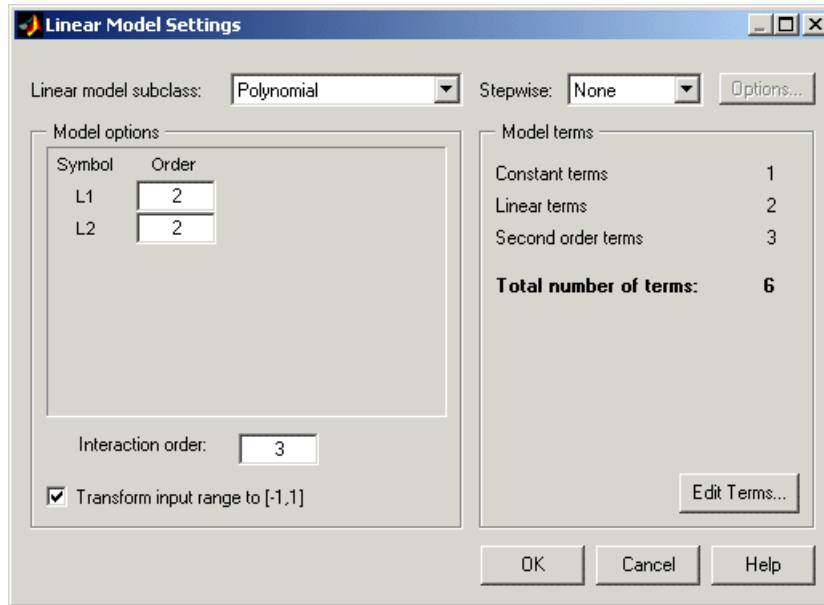 Linear Model Settings
Linear model subclass: Polynomial Stepwise: None Options...
Model options
Symbol Order
L1 2
L2 2
Interaction order: 3
Transform input range to [-1,1]
Model terms
Constant terms 1
Linear terms 2
Second order terms 3
Total number of terms: 6
Edit Terms...
OK Cancel Help